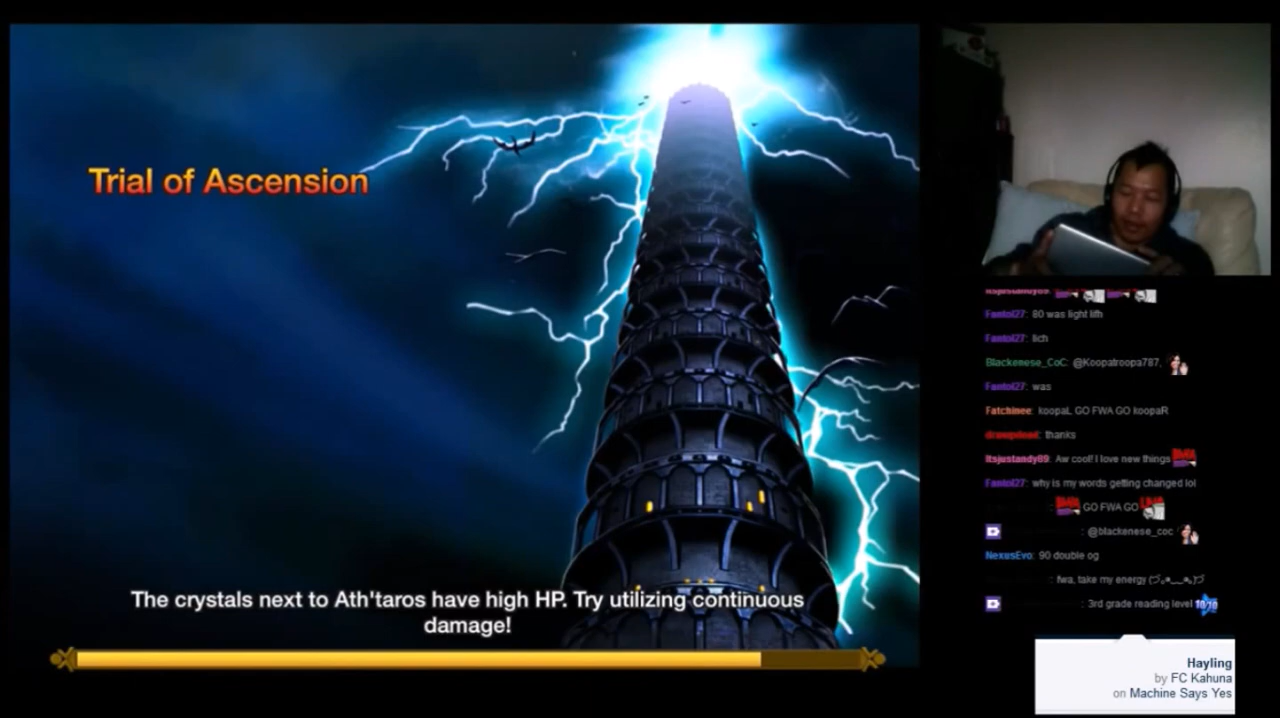 Trial of Ascension
The crystals next to Ath'taros have high HP. Try utilizing continuous
damage!
Itsjustandy89:
Fantol27: 80 was light lifh
Fantol27: lich
Blackenese_CoC: @Koopatroopa787,
Fantol27: was
Fatchinee: koopaL GO FWA GO koopaR
: thanks
Itsjustandy89: Aw cool! I love new things
Fantol27: why is my words getting changed lol
: GO FWA GO
: @blackenese_coc
NexusEvo: 90 double og
: fwa, take my energy
: 3rd grade reading level 10/10
Hayling
by FC Kahuna
on Machine Says Yes